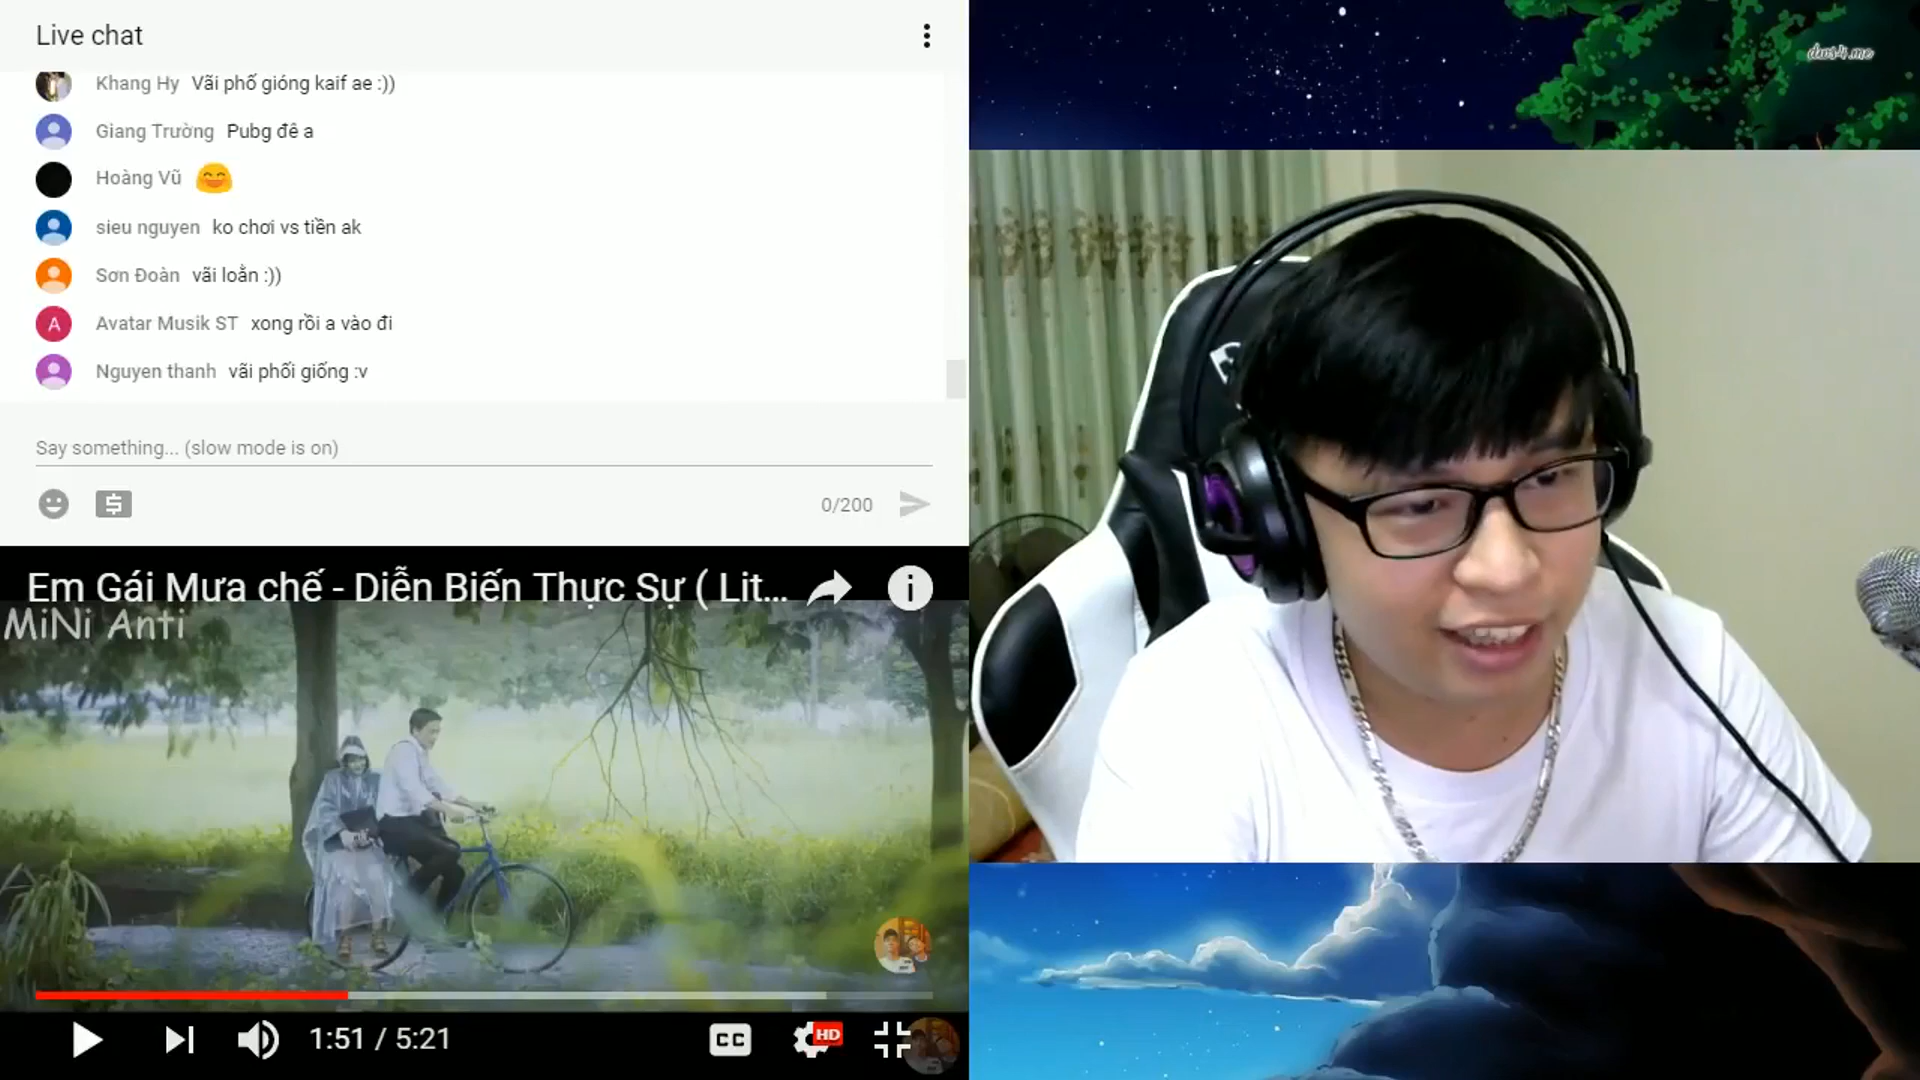 Live chat
Khang Hy Vãi phố gióng kaif ae :))
Giang Trường Pubg đê a
Hoàng Vũ
sieu nguyen ko chơi vs tiền ak
Sơn Đoàn vãi loằn :))
A Avatar Musik ST xong rồi a vào đi
Nguyen thanh vãi phối giống :v
Say something... (slow mode is on)
0/200
Em Gái Mưa chế - Diễn Biến Thực Sự ( Lit...
MiNi Anti
1:51 / 5:21
CC
HD
dws4.me